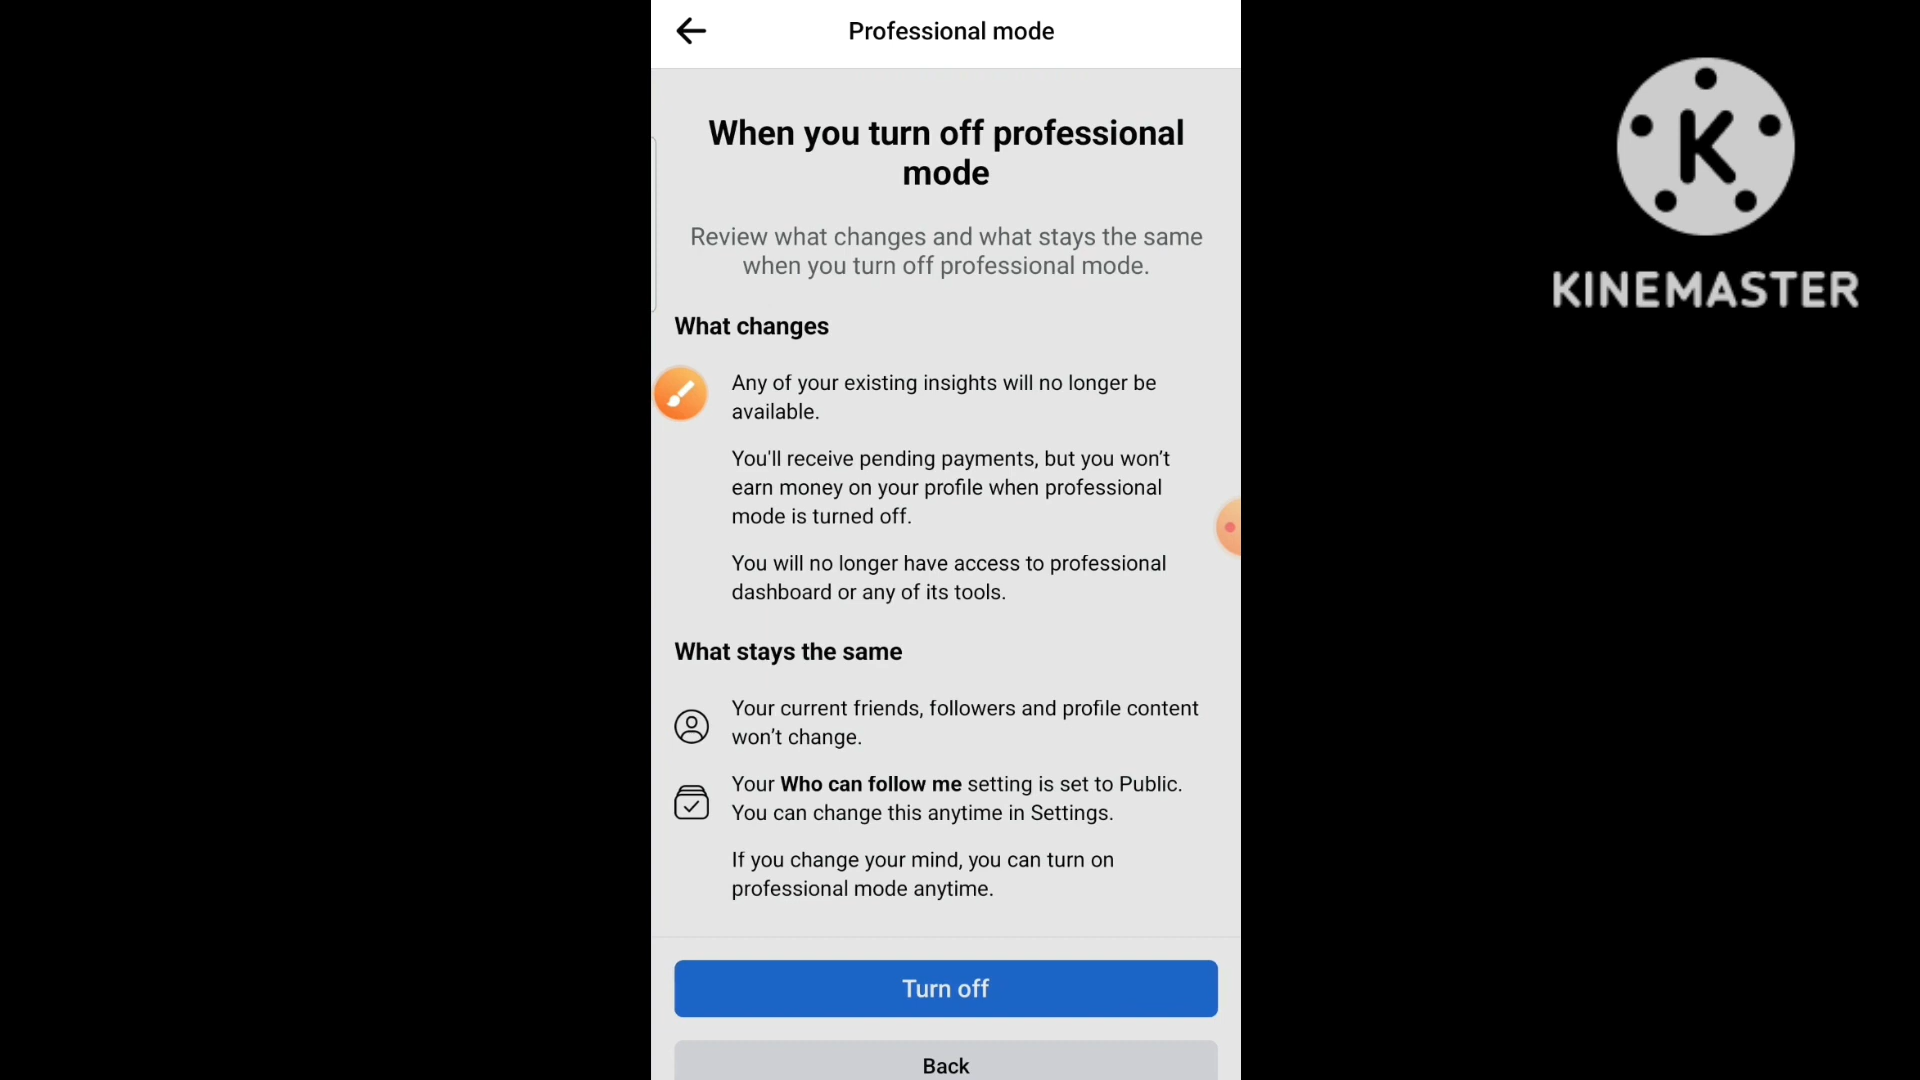 Professional mode
When you turn off professional
mode
Review what changes and what stays the same
when you turn off professional mode.
What changes
Any of your existing insights will no longer be
available.
You'll receive pending payments, but you won’t
earn money on your profile when professional
mode is turned off.
You will no longer have access to professional
dashboard or any of its tools.
What stays the same
Your current friends, followers and profile content
won’t change.
Your Who can follow me setting is set to Public.
You can change this anytime in Settings.
If you change your mind, you can turn on
professional mode anytime.
Turn off
Back
K
KINEMASTER